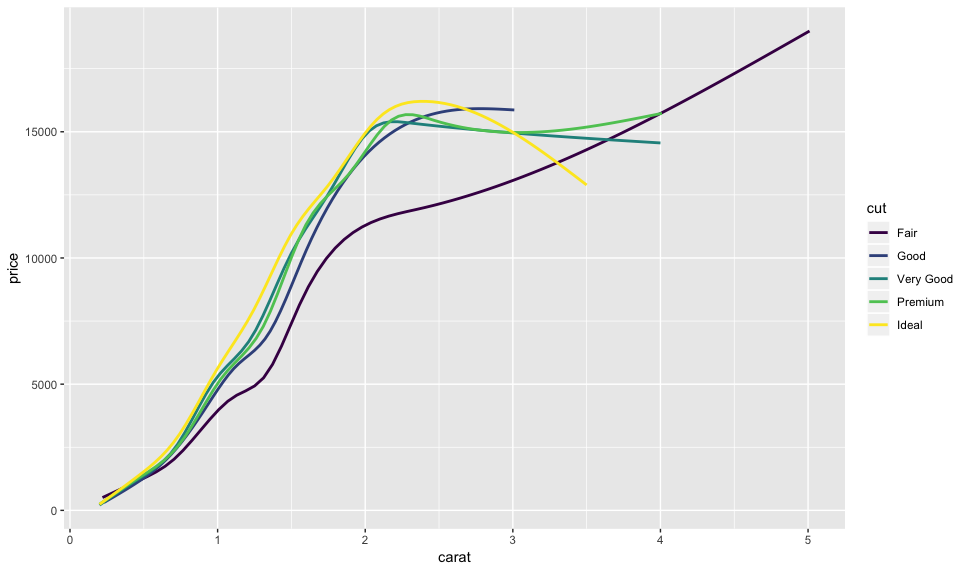 15000
10000
5000
0
price
0 1 2 3 4 5
carat
cut
Fair
Good
Very Good
Premium
Ideal